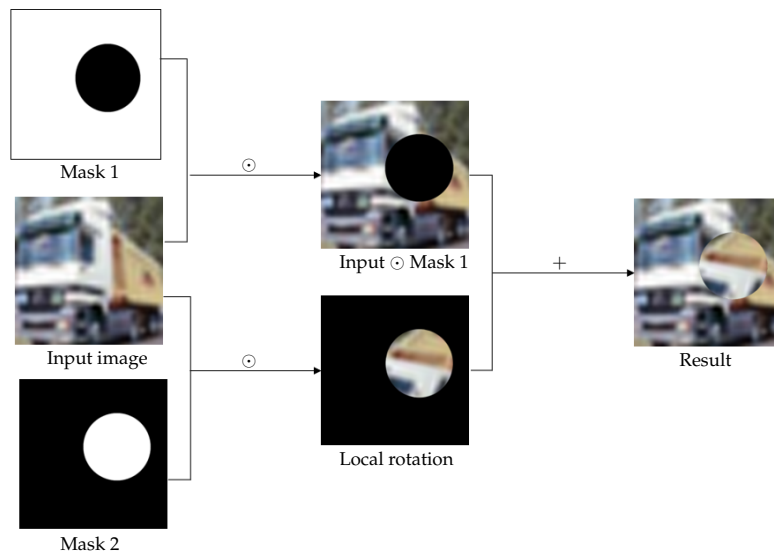 Mask 1
⊙
Input ⊙ Mask 1
+
Input image
⊙
Result
Local rotation
Mask 2